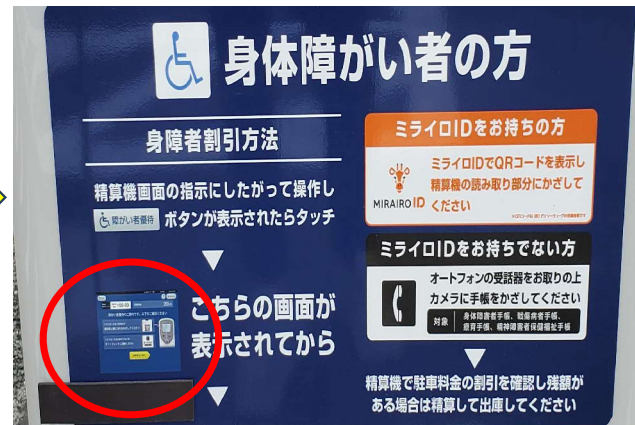 身体障がい者の方
身障者割引方法
精算機画面の指示にしたがって操作し
障がい者優待 ボタンが表示されたらタッチ
こちらの画面が
表示されてから
ミライロIDをお持ちの方
MIRAIRO ID
ミライロIDでQRコードを表示し
精算機の読み取り部分にかざして
ください
ミライロIDをお持ちでない方
オートフォンの受話器をお取りの上
カメラに手帳をかざしてください
対象 身体障害者手帳、戦傷病者手帳、
療育手帳、精神障害者保健福祉手帳
精算機で駐車料金の割引を確認し残額が
ある場合は精算して出庫してください